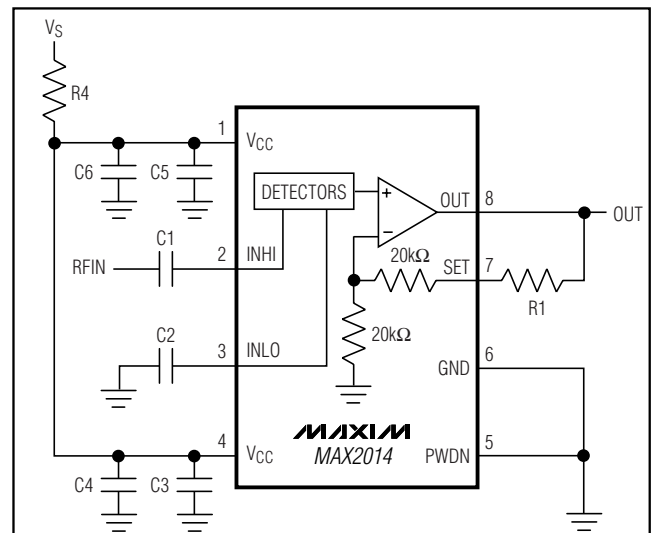 VS
R4
1
VCC
C6
C5
DETECTORS
+
−
OUT
8
OUT
C1
RFIN
2
INHI
20kΩ
SET
7
R1
20kΩ
C2
3
INLO
GND
6
MAXIM
MAX2014
4
VCC
PWDN
5
C4
C3